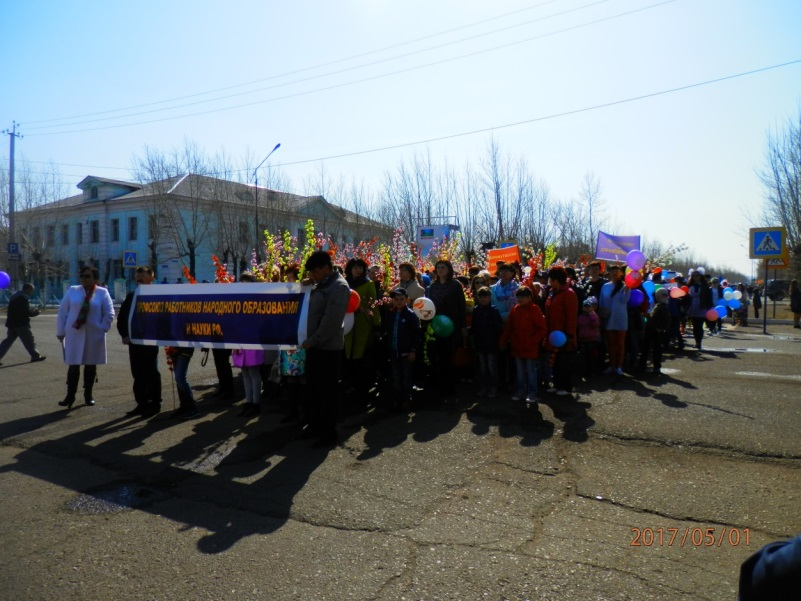 ПРОФСОЮЗ РАБОТНИКОВ НАРОДНОГО ОБРАЗОВАНИЯ
И НАУКИ РФ
2017/05/01